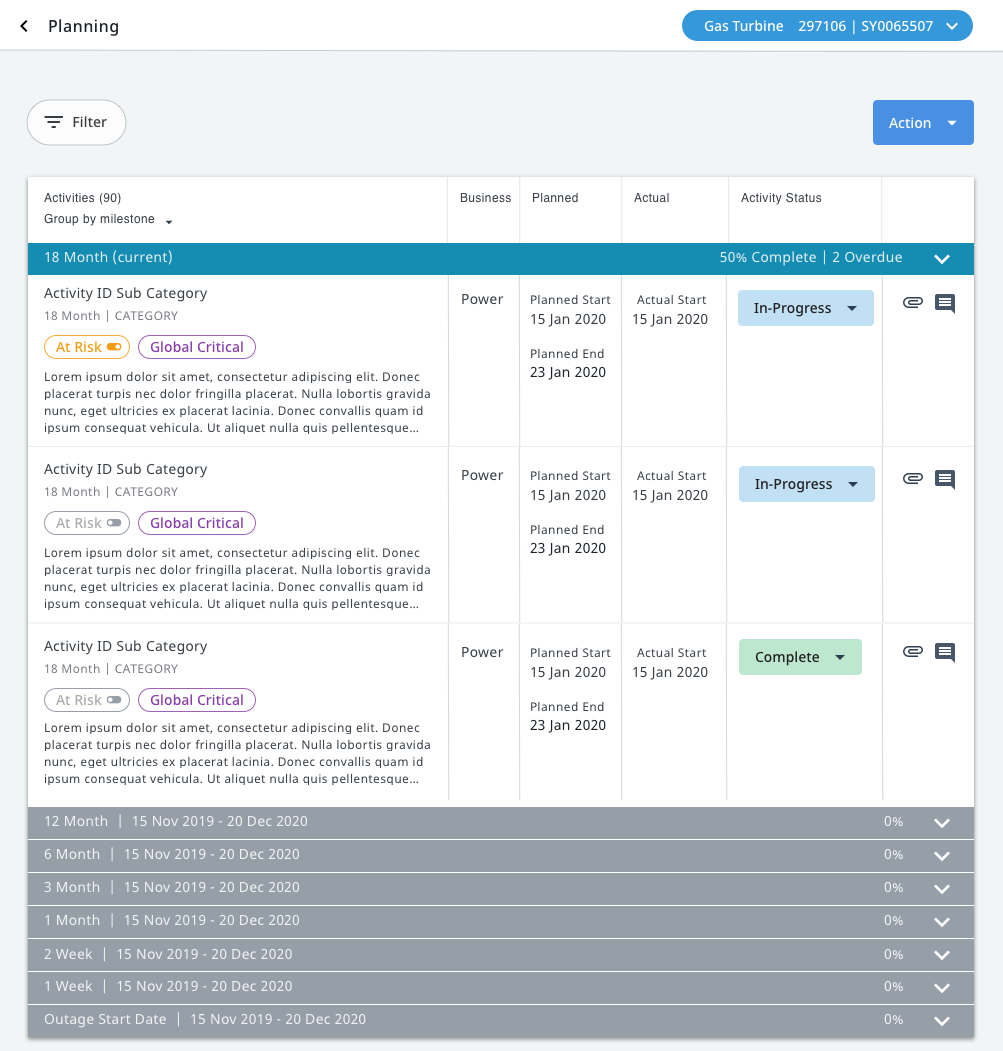 Planning
Gas Turbine 297106 | SY0065507
Filter
Action
Activities (90)
Group by milestone
Business
Planned
Actual
Activity Status
18 Month (current)
50% Complete | 2 Overdue
Activity ID Sub Category
18 Month | CATEGORY
At Risk
Global Critical
Lorem ipsum dolor sit amet, consectetur adipiscing elit. Donec
placerat turpis nec dolor fringilla placerat. Nulla lobortis gravida
nunc, eget ultricies ex placerat lacinia. Donec convallis quam id
ipsum consequat vehicula. Ut aliquet nulla quis pellentesque...
Power
Planned Start
15 Jan 2020
Planned End
23 Jan 2020
Actual Start
15 Jan 2020
In-Progress
Activity ID Sub Category
18 Month | CATEGORY
At Risk
Global Critical
Lorem ipsum dolor sit amet, consectetur adipiscing elit. Donec
placerat turpis nec dolor fringilla placerat. Nulla lobortis gravida
nunc, eget ultricies ex placerat lacinia. Donec convallis quam id
ipsum consequat vehicula. Ut aliquet nulla quis pellentesque...
Power
Planned Start
15 Jan 2020
Planned End
23 Jan 2020
Actual Start
15 Jan 2020
In-Progress
Activity ID Sub Category
18 Month | CATEGORY
At Risk
Global Critical
Lorem ipsum dolor sit amet, consectetur adipiscing elit. Donec
placerat turpis nec dolor fringilla placerat. Nulla lobortis gravida
nunc, eget ultricies ex placerat lacinia. Donec convallis quam id
ipsum consequat vehicula. Ut aliquet nulla quis pellentesque...
Power
Planned Start
15 Jan 2020
Planned End
23 Jan 2020
Actual Start
15 Jan 2020
Complete
12 Month | 15 Nov 2019 - 20 Dec 2020 0%
6 Month | 15 Nov 2019 - 20 Dec 2020 0%
3 Month | 15 Nov 2019 - 20 Dec 2020 0%
1 Month | 15 Nov 2019 - 20 Dec 2020 0%
2 Week | 15 Nov 2019 - 20 Dec 2020 0%
1 Week | 15 Nov 2019 - 20 Dec 2020 0%
Outage Start Date | 15 Nov 2019 - 20 Dec 2020 0%